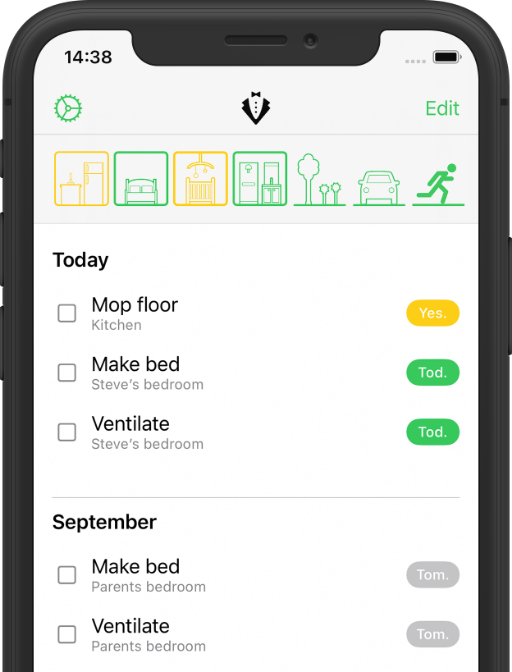 14:38
Edit
Today
Mop floor
Kitchen
Yes.
Make bed
Steve's bedroom
Tod.
Ventilate
Steve's bedroom
Tod.
September
Make bed
Parents bedroom
Tom.
Ventilate
Parents bedroom
Tom.